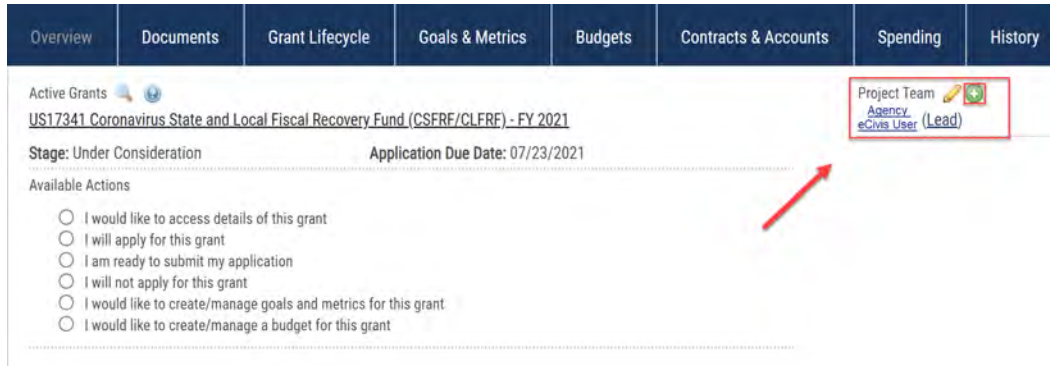 Overview Documents Grant Lifecycle Goals & Metrics Budgets Contracts & Accounts Spending History
Active Grants
Project Team
US17341 Coronavirus State and Local Fiscal Recovery Fund (CSFRF/CLFRF) - FY 2021
Agency
eCivis User (Lead)
Stage: Under Consideration Application Due Date: 07/23/2021
Available Actions
I would like to access details of this grant
I will apply for this grant
I am ready to submit my application
I will not apply for this grant
I would like to create/manage goals and metrics for this grant
I would like to create/manage a budget for this grant